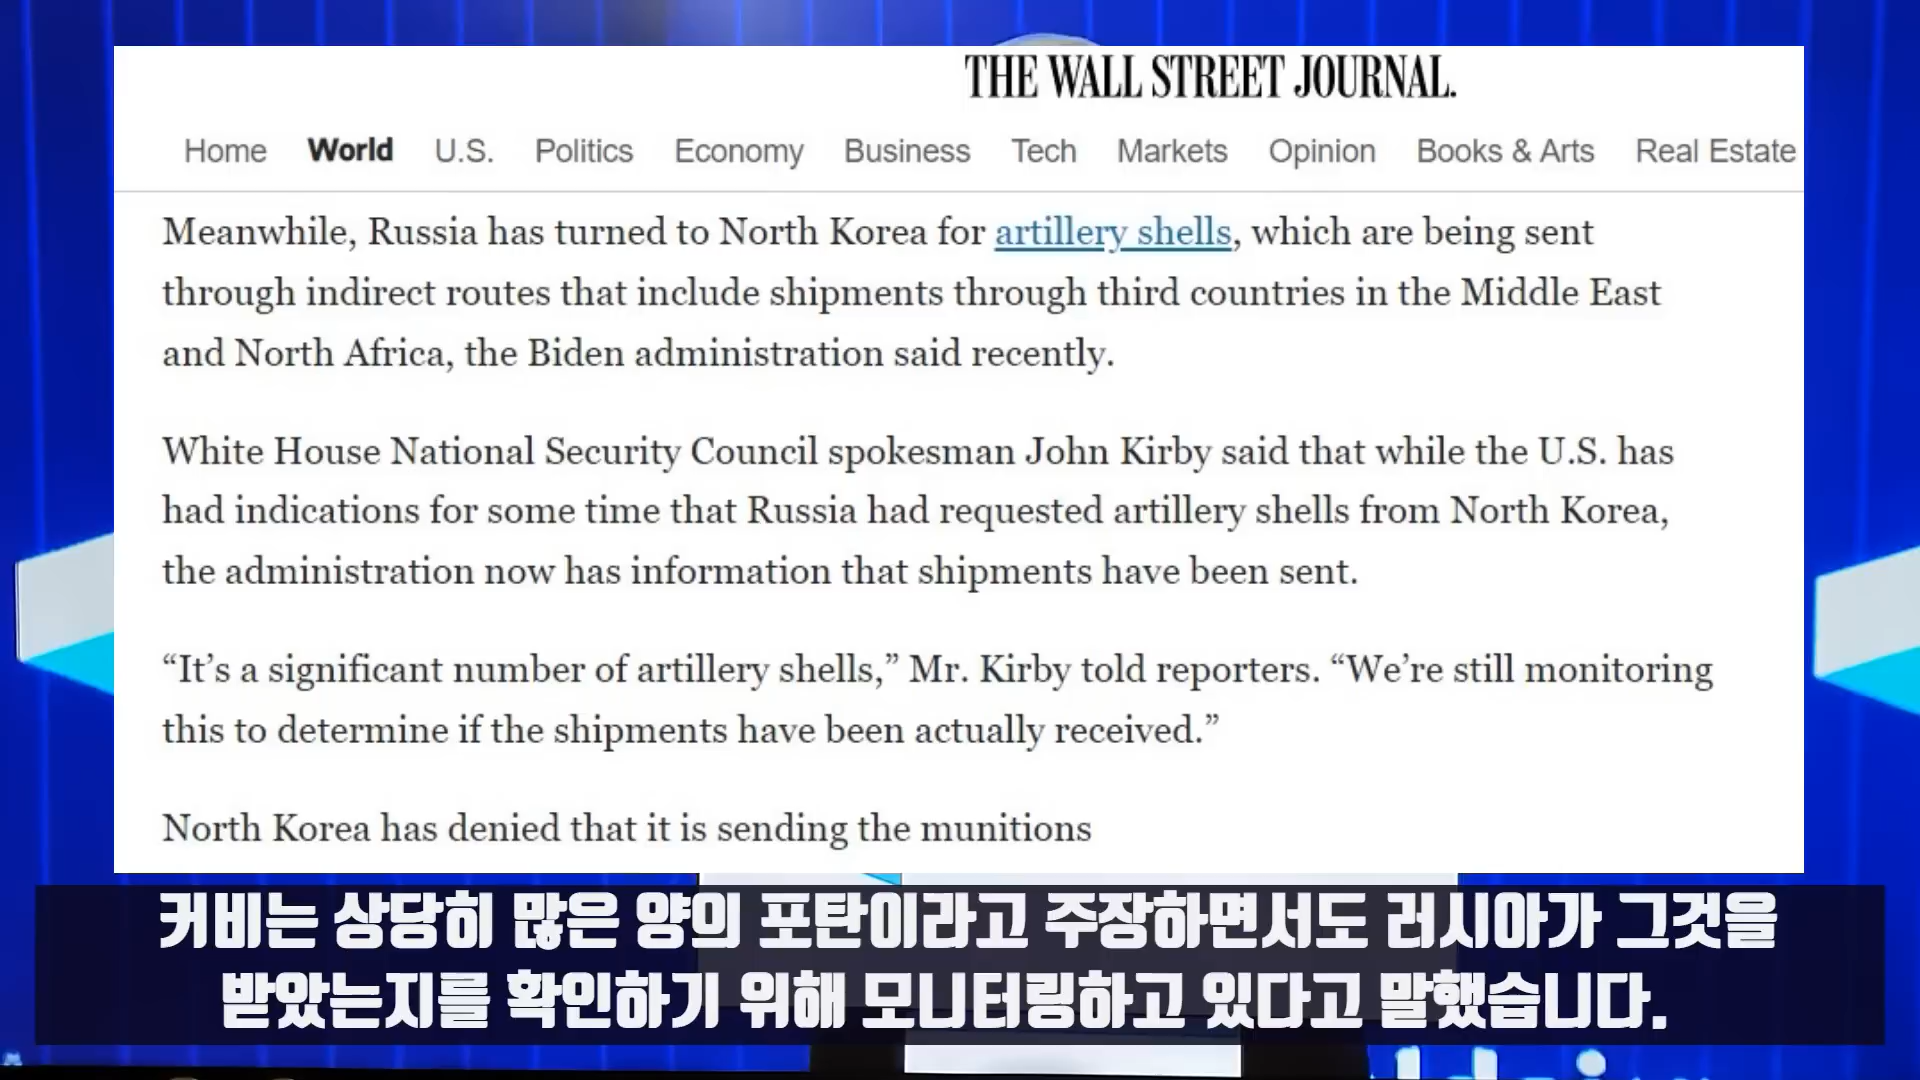 THE WALL STREET JOURNAL.
Home World U.S. Politics Economy Business Tech Markets Opinion Books & Arts Real Estate
Meanwhile, Russia has turned to North Korea for artillery shells, which are being sent
through indirect routes that include shipments through third countries in the Middle East
and North Africa, the Biden administration said recently.
White House National Security Council spokesman John Kirby said that while the U.S. has
had indications for some time that Russia had requested artillery shells from North Korea,
the administration now has information that shipments have been sent.
“It’s a significant number of artillery shells,” Mr. Kirby told reporters. “We’re still monitoring
this to determine if the shipments have been actually received.”
North Korea has denied that it is sending the munitions
커비는 상당히 많은 양의 포탄이라고 주장하면서도 러시아가 그것을
받았는지를 확인하기 위해 모니터링하고 있다고 말했습니다.